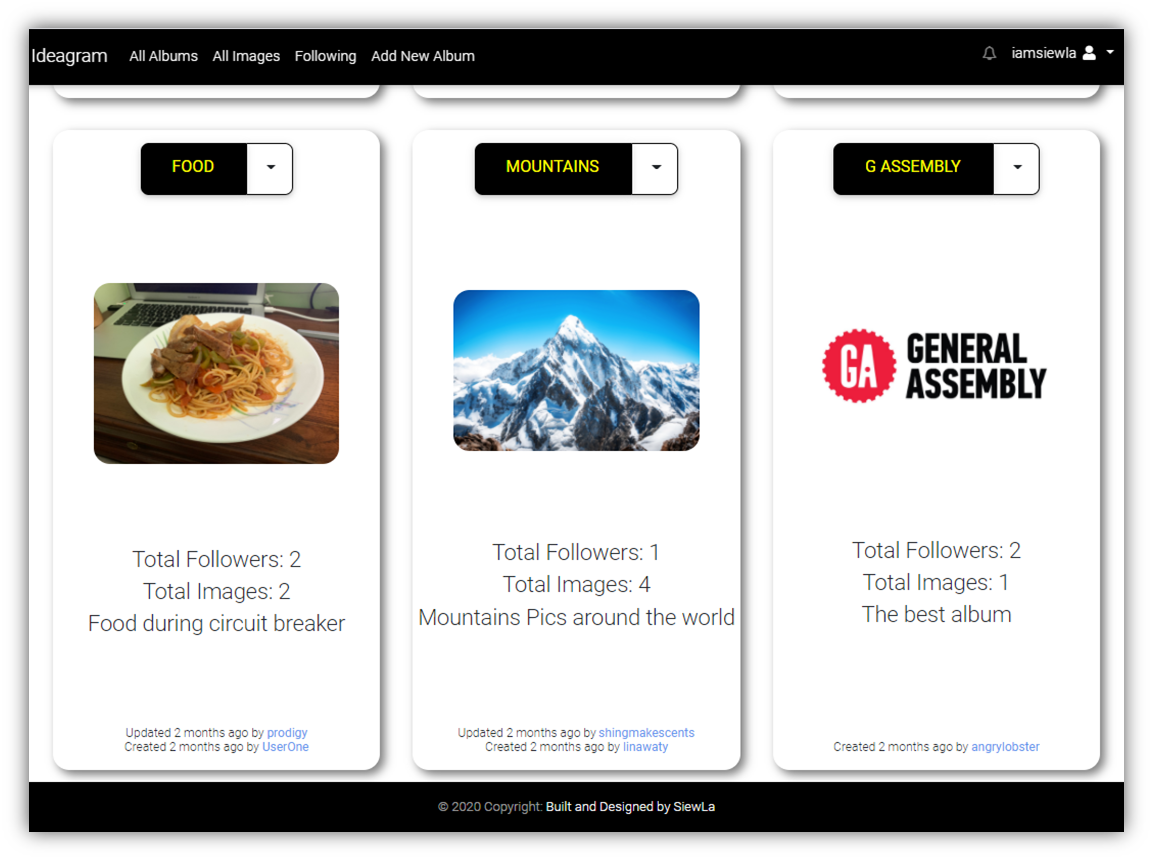 Ideagram All Albums All Images Following Add New Album iamsiewla
FOOD
MOUNTAINS
G ASSEMBLY
GA GENERAL
ASSEMBLY
Total Followers: 2
Total Images: 2
Food during circuit breaker
Total Followers: 1
Total Images: 4
Mountains Pics around the world
Total Followers: 2
Total Images: 1
The best album
Updated 2 months ago by prodigy
Created 2 months ago by UserOne
Updated 2 months ago by shingmakescents
Created 2 months ago by linawaty
Created 2 months ago by angrylobster
© 2020 Copyright: Built and Designed by SiewLa